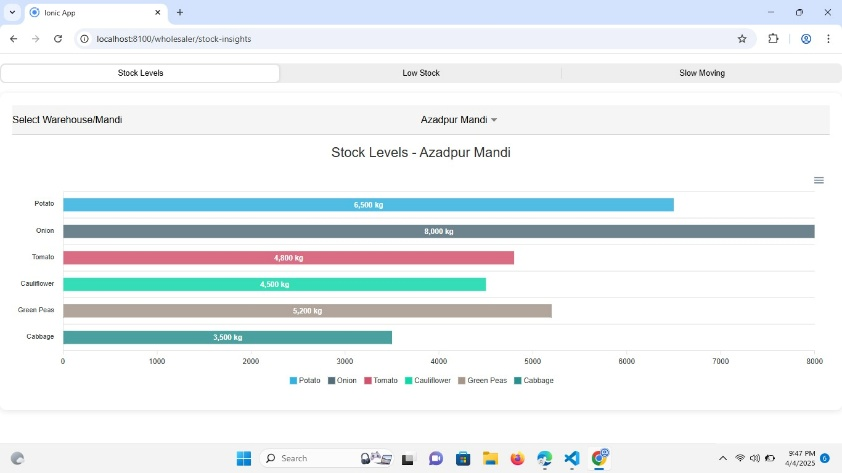 Ionic App
localhost:8100/wholesaler/stock-insights
Stock Levels Low Stock Slow Moving
Select Warehouse/Mandi Azadpur Mandi
Stock Levels - Azadpur Mandi
Potato 6,500 kg
Onion 8,000 kg
Tomato 4,800 kg
Cauliflower 4,500 kg
Green Peas 5,200 kg
Cabbage 3,500 kg
0 1000 2000 3000 4000 5000 6000 7000 8000
Potato Onion Tomato Cauliflower Green Peas Cabbage
Search
9:47 PM
4/4/2025
6